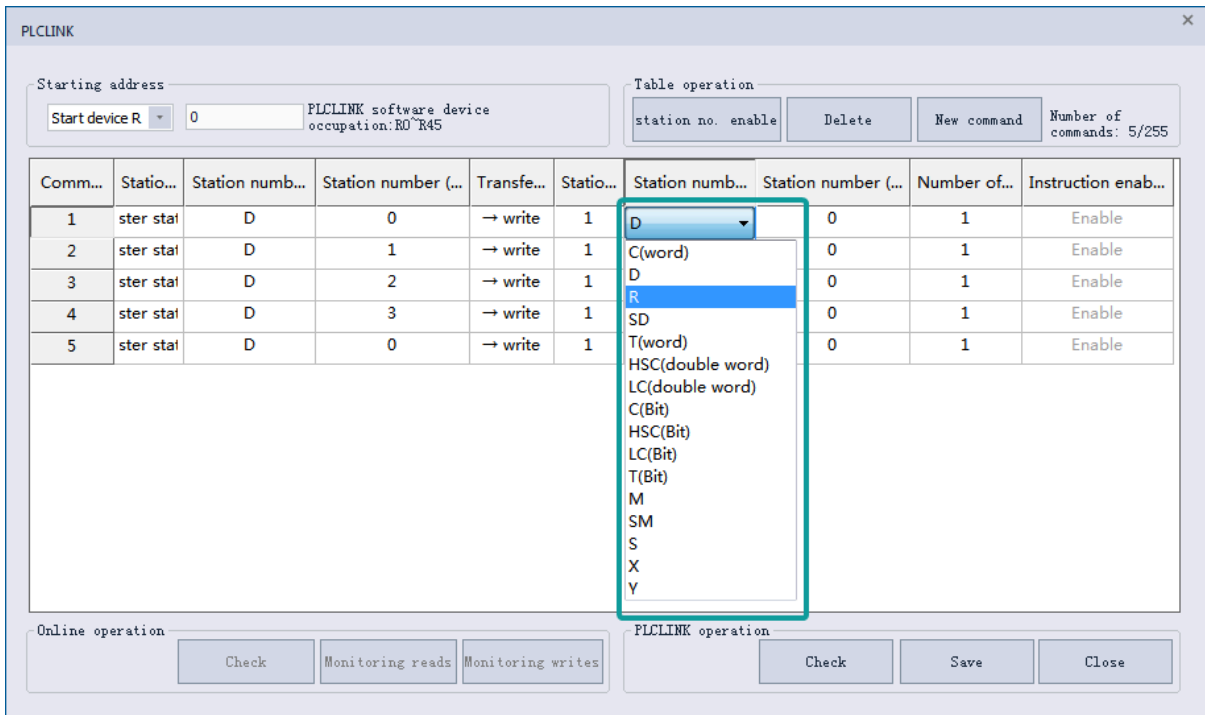 PLCLINK
Starting address
Start device R
0
PLCLINK software device
occupation:R0~R45
Table operation
station no. enable
Delete
New command
Number of
commands: 5/255
Comm... Statio... Station numb... Station number (... Transfe... Statio... Station numb... Station number (... Number of... Instruction enab...
1 ster stat D 0 → write 1 D 0 1 Enable
2 ster stat D 1 → write 1 0 1 Enable
3 ster stat D 2 → write 1 0 1 Enable
4 ster stat D 3 → write 1 0 1 Enable
5 ster stat D 0 → write 1 0 1 Enable
C(word)
D
R
SD
T(word)
HSC(double word)
LC(double word)
C(Bit)
HSC(Bit)
LC(Bit)
T(Bit)
M
SM
S
X
Y
Online operation
Check
Monitoring reads
Monitoring writes
PLCLINK operation
Check
Save
Close